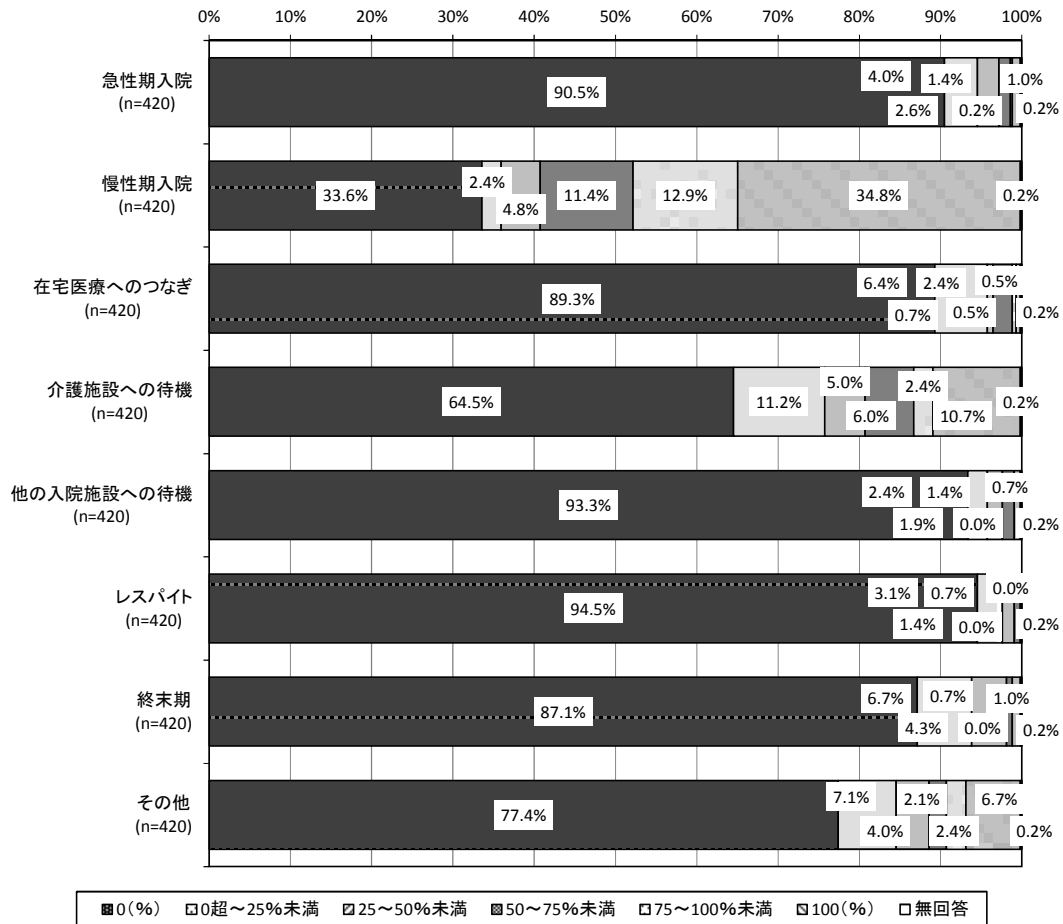 0% 10% 20% 30% 40% 50% 60% 70% 80% 90% 100%
急性期入院
(n=420)
90.5% 4.0% 2.6% 1.4% 0.2% 1.0% 0.2%
慢性期入院
(n=420)
33.6% 2.4% 4.8% 11.4% 12.9% 34.8% 0.2%
在宅医療へのつなぎ
(n=420)
89.3% 6.4% 0.7% 2.4% 0.5% 0.5% 0.2%
介護施設への待機
(n=420)
64.5% 11.2% 5.0% 6.0% 2.4% 10.7% 0.2%
他の入院施設への待機
(n=420)
93.3% 2.4% 1.9% 1.4% 0.0% 0.7% 0.2%
レスパイト
(n=420)
94.5% 3.1% 1.4% 0.7% 0.0% 0.0% 0.2%
終末期
(n=420)
87.1% 6.7% 4.3% 0.7% 0.0% 1.0% 0.2%
その他
(n=420)
77.4% 7.1% 4.0% 2.1% 2.4% 6.7% 0.2%
0(%) 0超～25%未満 25～50%未満 50～75%未満 75～100%未満 100(%) 無回答